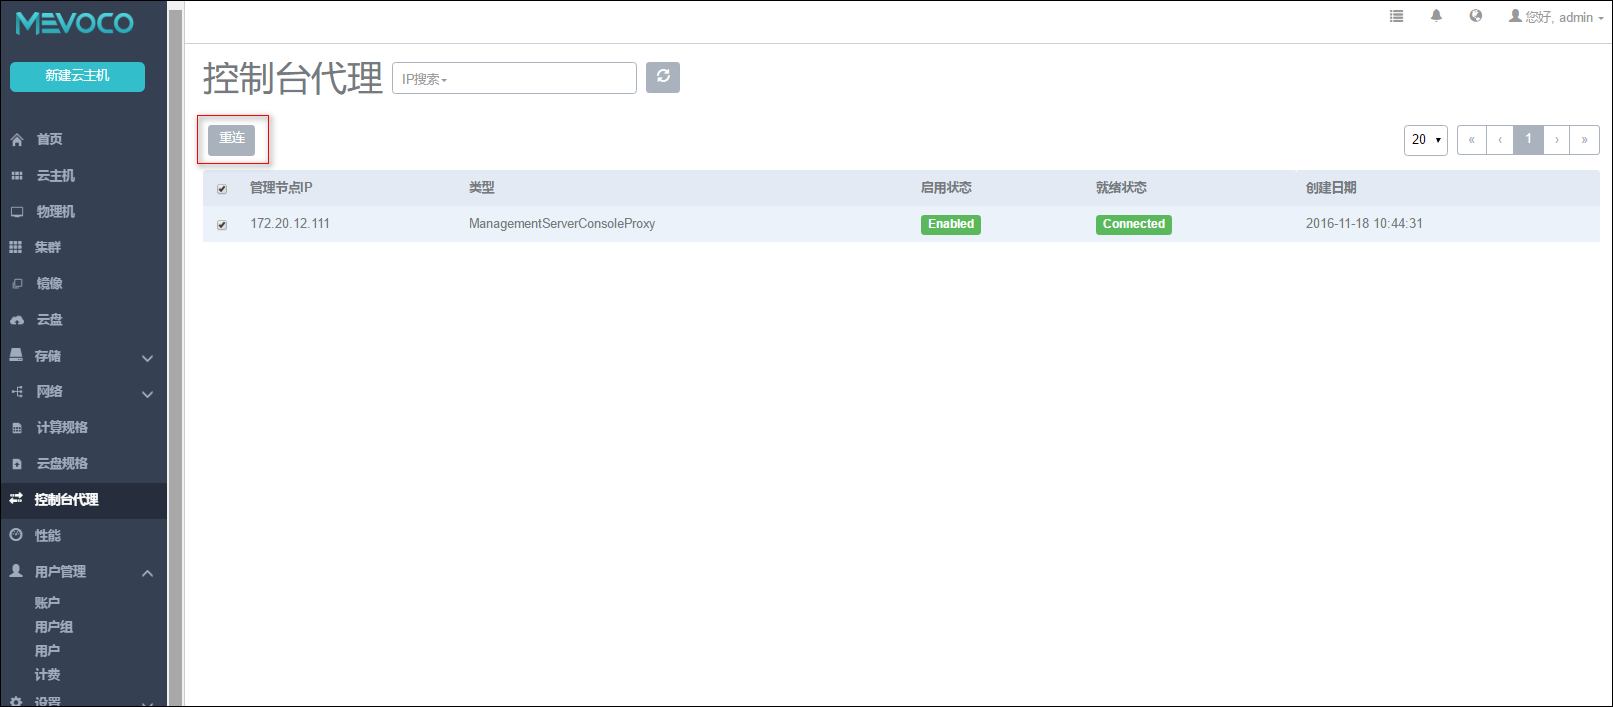 MEVOCO
新建云主机
首页
云主机
物理机
集群
镜像
云盘
存储
网络
计算规格
云盘规格
控制台代理
性能
用户管理
账户
用户组
用户
计费
设置
您好, admin
控制台代理
IP搜索
重连
20 « ‹ 1 › »
管理节点IP 类型 启用状态 就绪状态 创建日期
172.20.12.111 ManagementServerConsoleProxy Enabled Connected 2016-11-18 10:44:31